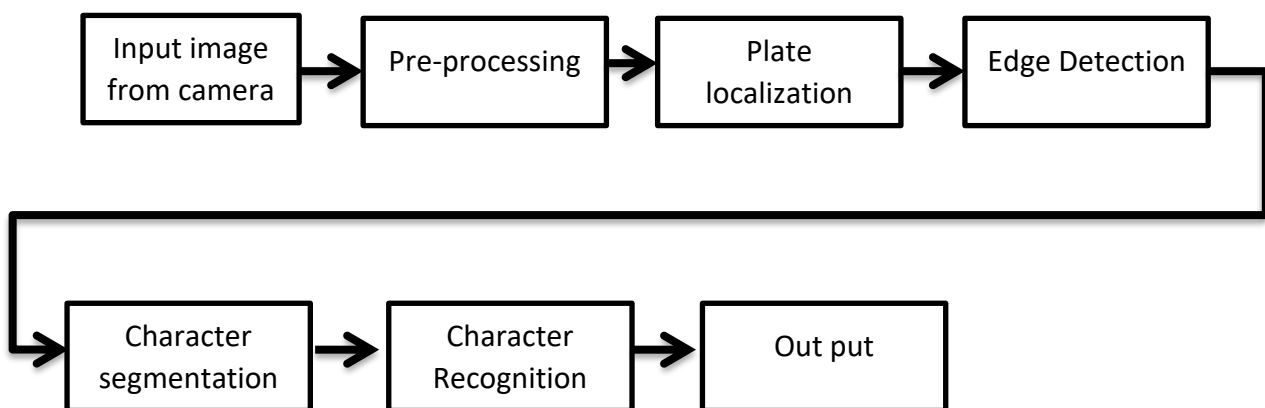 Input image
from camera
Pre-processing
Plate
localization
Edge Detection
Character
segmentation
Character
Recognition
Out put